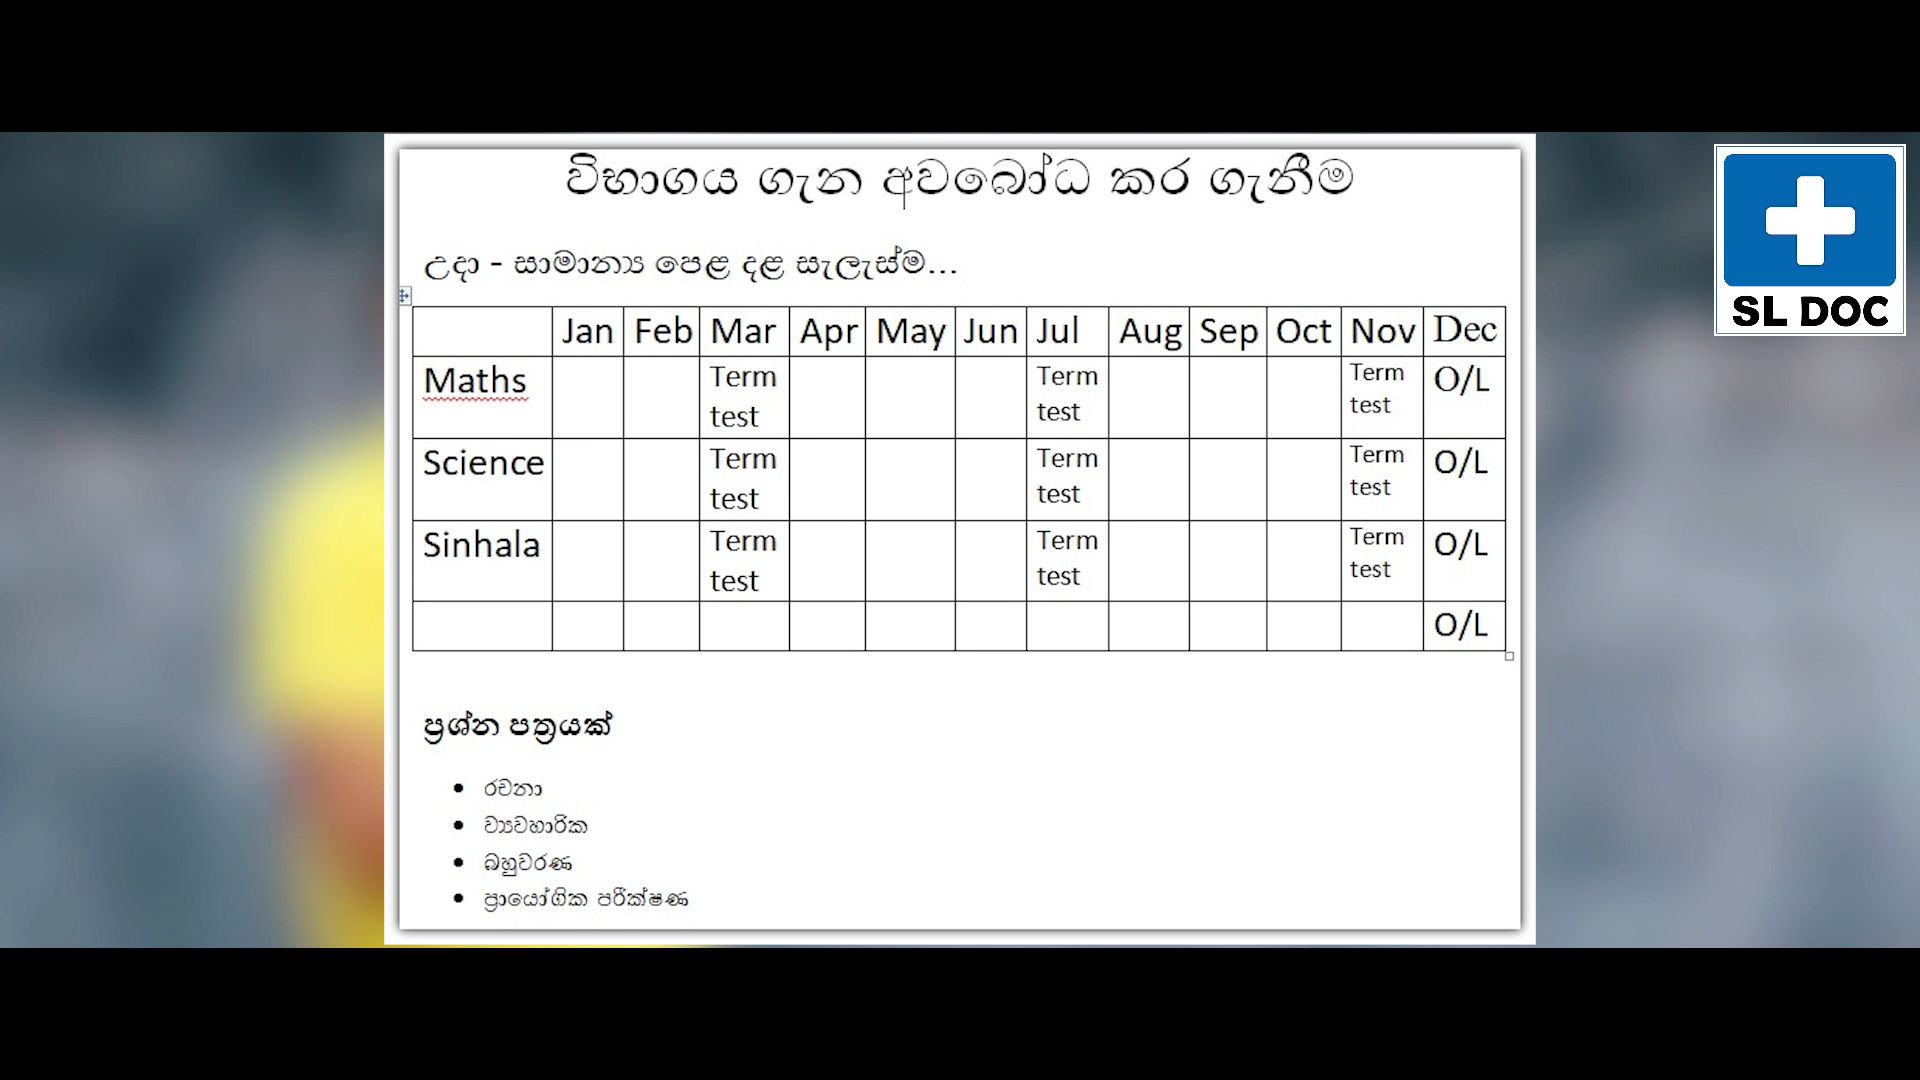 විභාගය ගැන අවබෝධ කර ගැනීම
SL DOC
උදා - සාමාන්‍ය පෙළ දළ සැලැස්ම...
Jan Feb Mar Apr May Jun Jul Aug Sep Oct Nov Dec
Maths Term test Term test Term test O/L
Science Term test Term test Term test O/L
Sinhala Term test Term test Term test O/L
O/L
ප්‍රශ්න පත්‍රයක්
• රචනා
• ව්‍යවහාරික
• බහුවරණ
• ප්‍රායෝගික පරීක්ෂණ